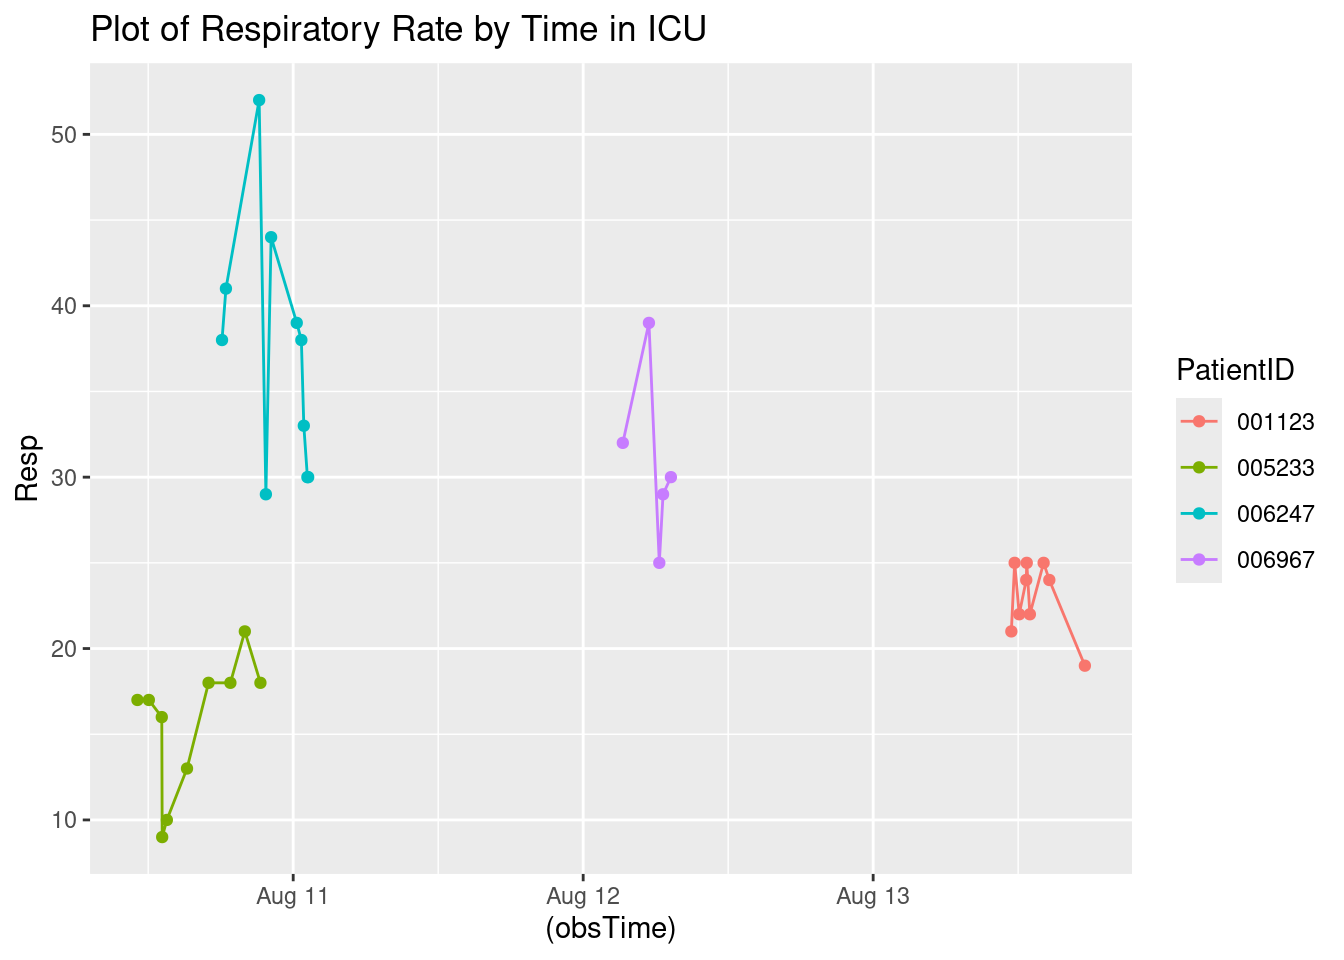 Plot of Respiratory Rate by Time in ICU
50
40
30
20
10
Resp
Aug 11
Aug 12
Aug 13
(obsTime)
PatientID
001123
005233
006247
006967